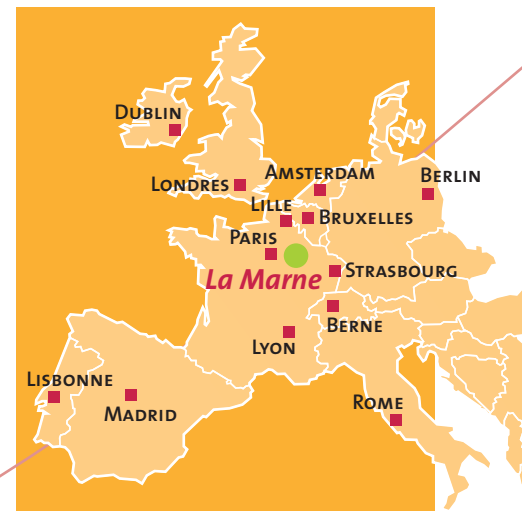 DUBLIN
LONDRES
AMSTERDAM
BERLIN
LILLE
BRUXELLES
PARIS
La Marne
STRASBOURG
BERNE
LYON
LISBONNE
MADRID
ROME